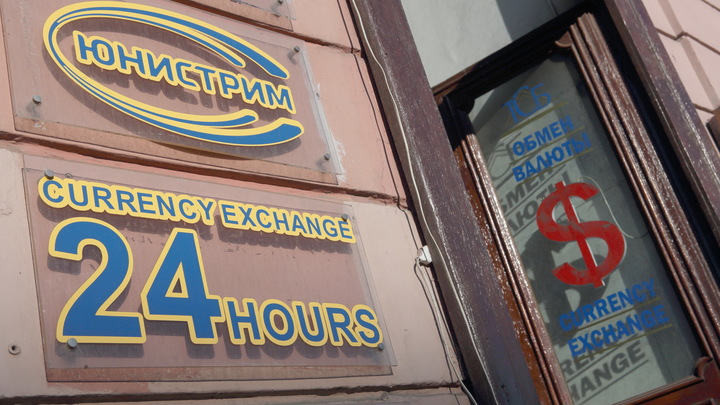 ЮНИСТРИМ
CURRENCY EXCHANGE
24 HOURS
ОБМЕН
ВАЛЮТЫ
$
CURRENCY
EXCHANGE